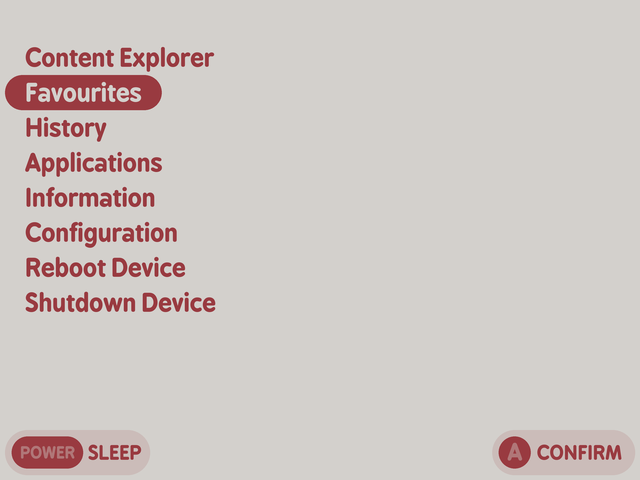 Content Explorer
Favourites
History
Applications
Information
Configuration
Reboot Device
Shutdown Device
POWER SLEEP
A CONFIRM